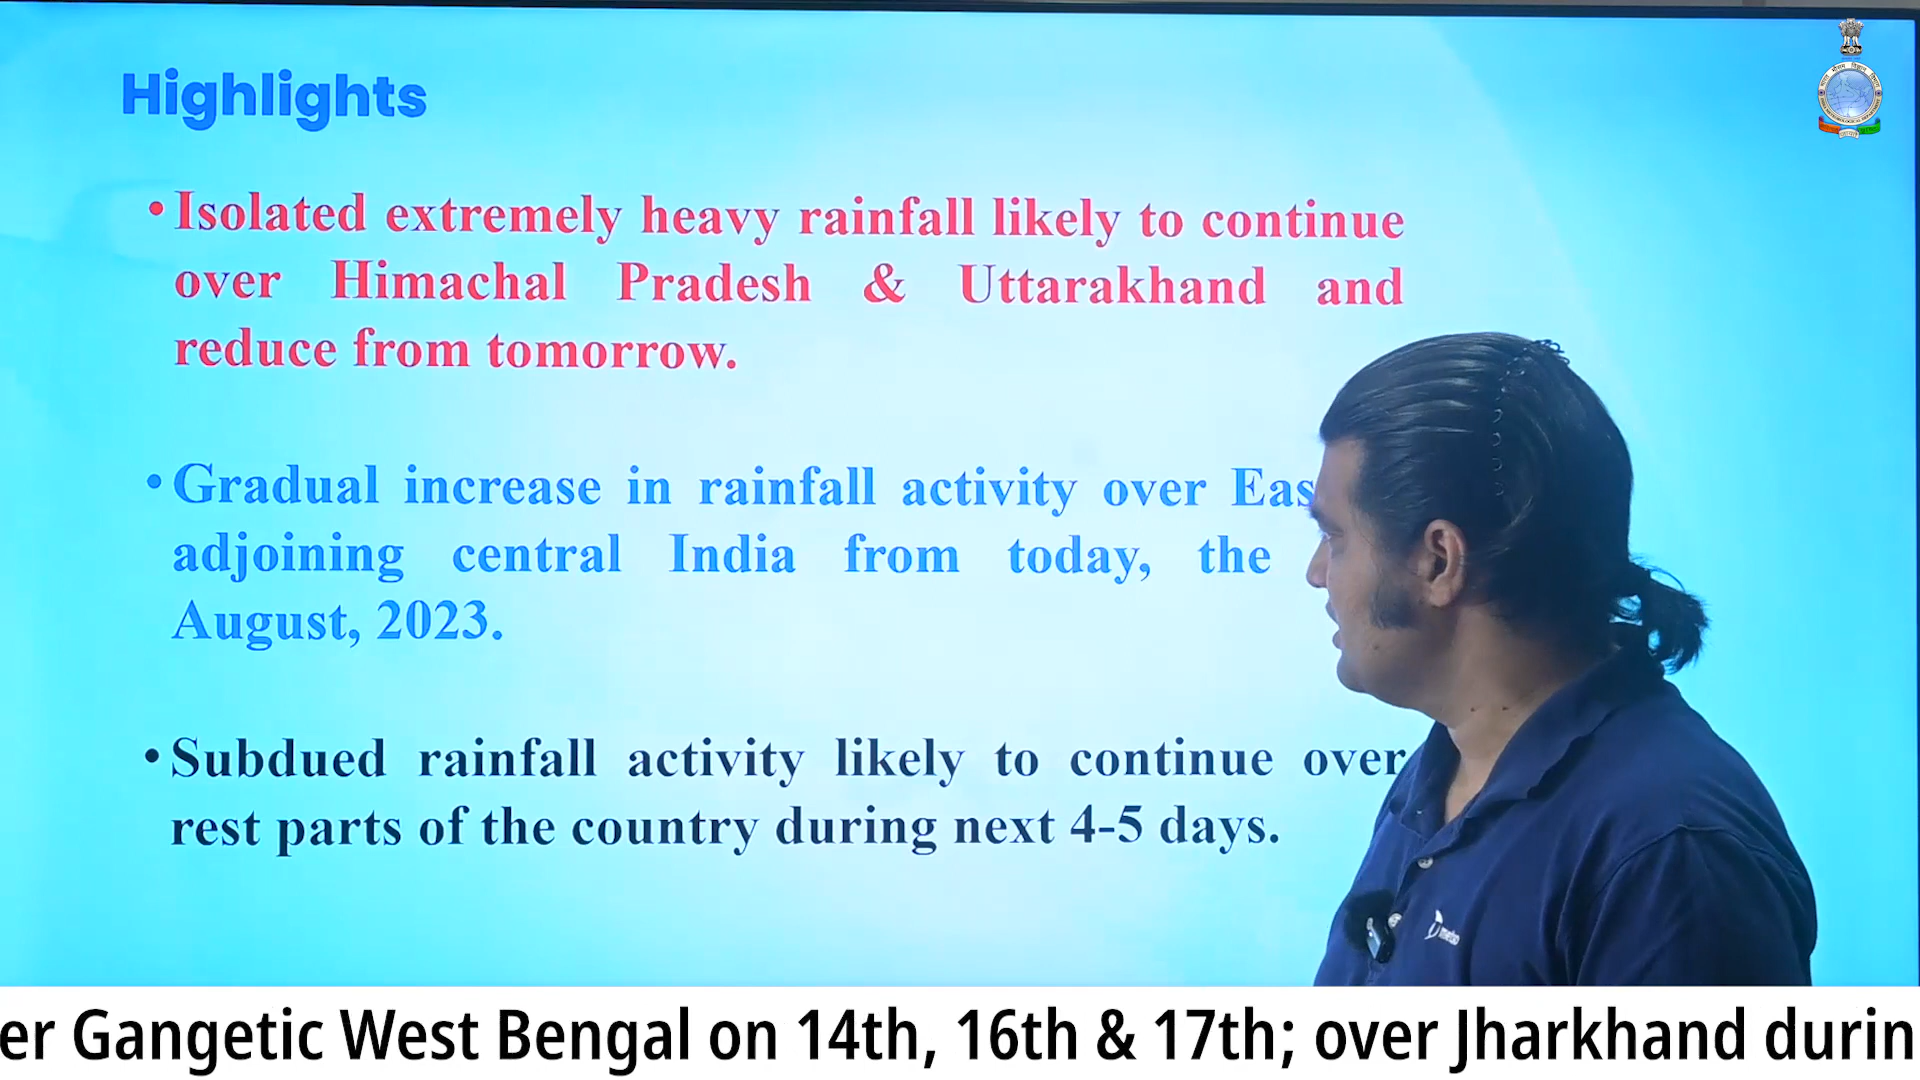 Highlights
• Isolated extremely heavy rainfall likely to continue
over Himachal Pradesh & Uttarakhand and
reduce from tomorrow.
• Gradual increase in rainfall activity over
adjoining central India from today, the
August, 2023.
• Subdued rainfall activity likely to continue over
rest parts of the country during next 4-5 days.
er Gangetic West Bengal on 14th, 16th & 17th; over Jharkhand durin